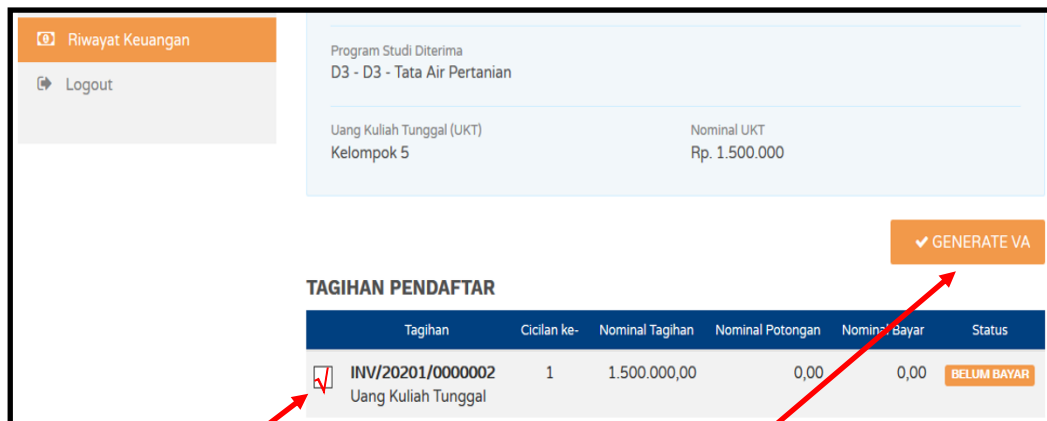 Riwayat Keuangan
Logout
Program Studi Diterima
D3 - D3 - Tata Air Pertanian
Uang Kuliah Tunggal (UKT) Nominal UKT
Kelompok 5 Rp. 1.500.000
GENERATE VA
TAGIHAN PENDAFTAR
Tagihan Cicilan ke- Nominal Tagihan Nominal Potongan Nominal Bayar Status
INV/20201/0000002 1 1.500.000,00 0,00 0,00 BELUM BAYAR
Uang Kuliah Tunggal